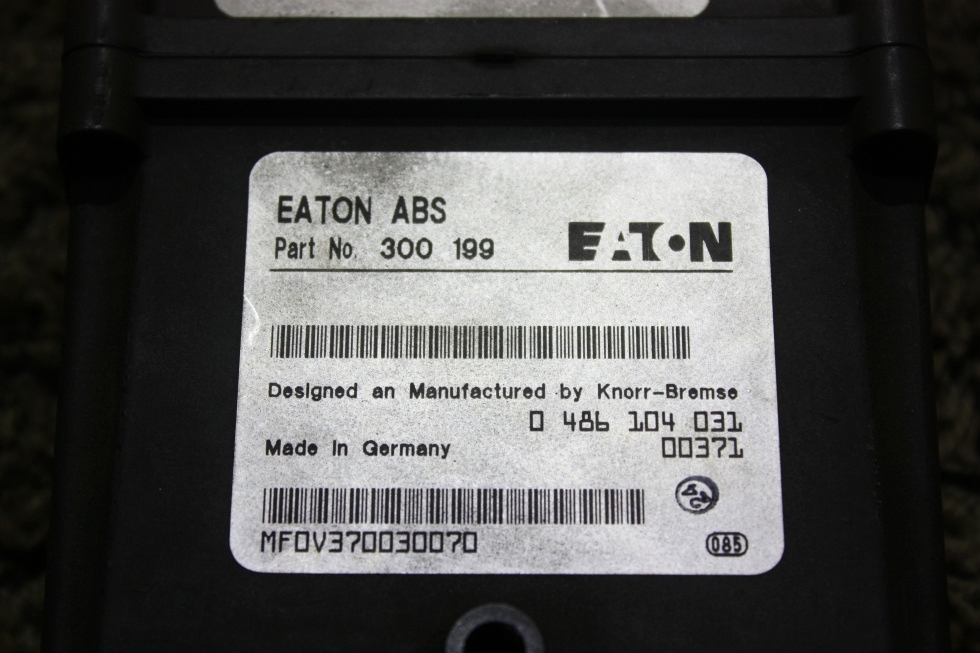 EATON ABS
Part No. 300 199
EATON
Designed an Manufactured by Knorr-Bremse
0 486 104 031
Made in Germany
00371
MF0V370030070
085